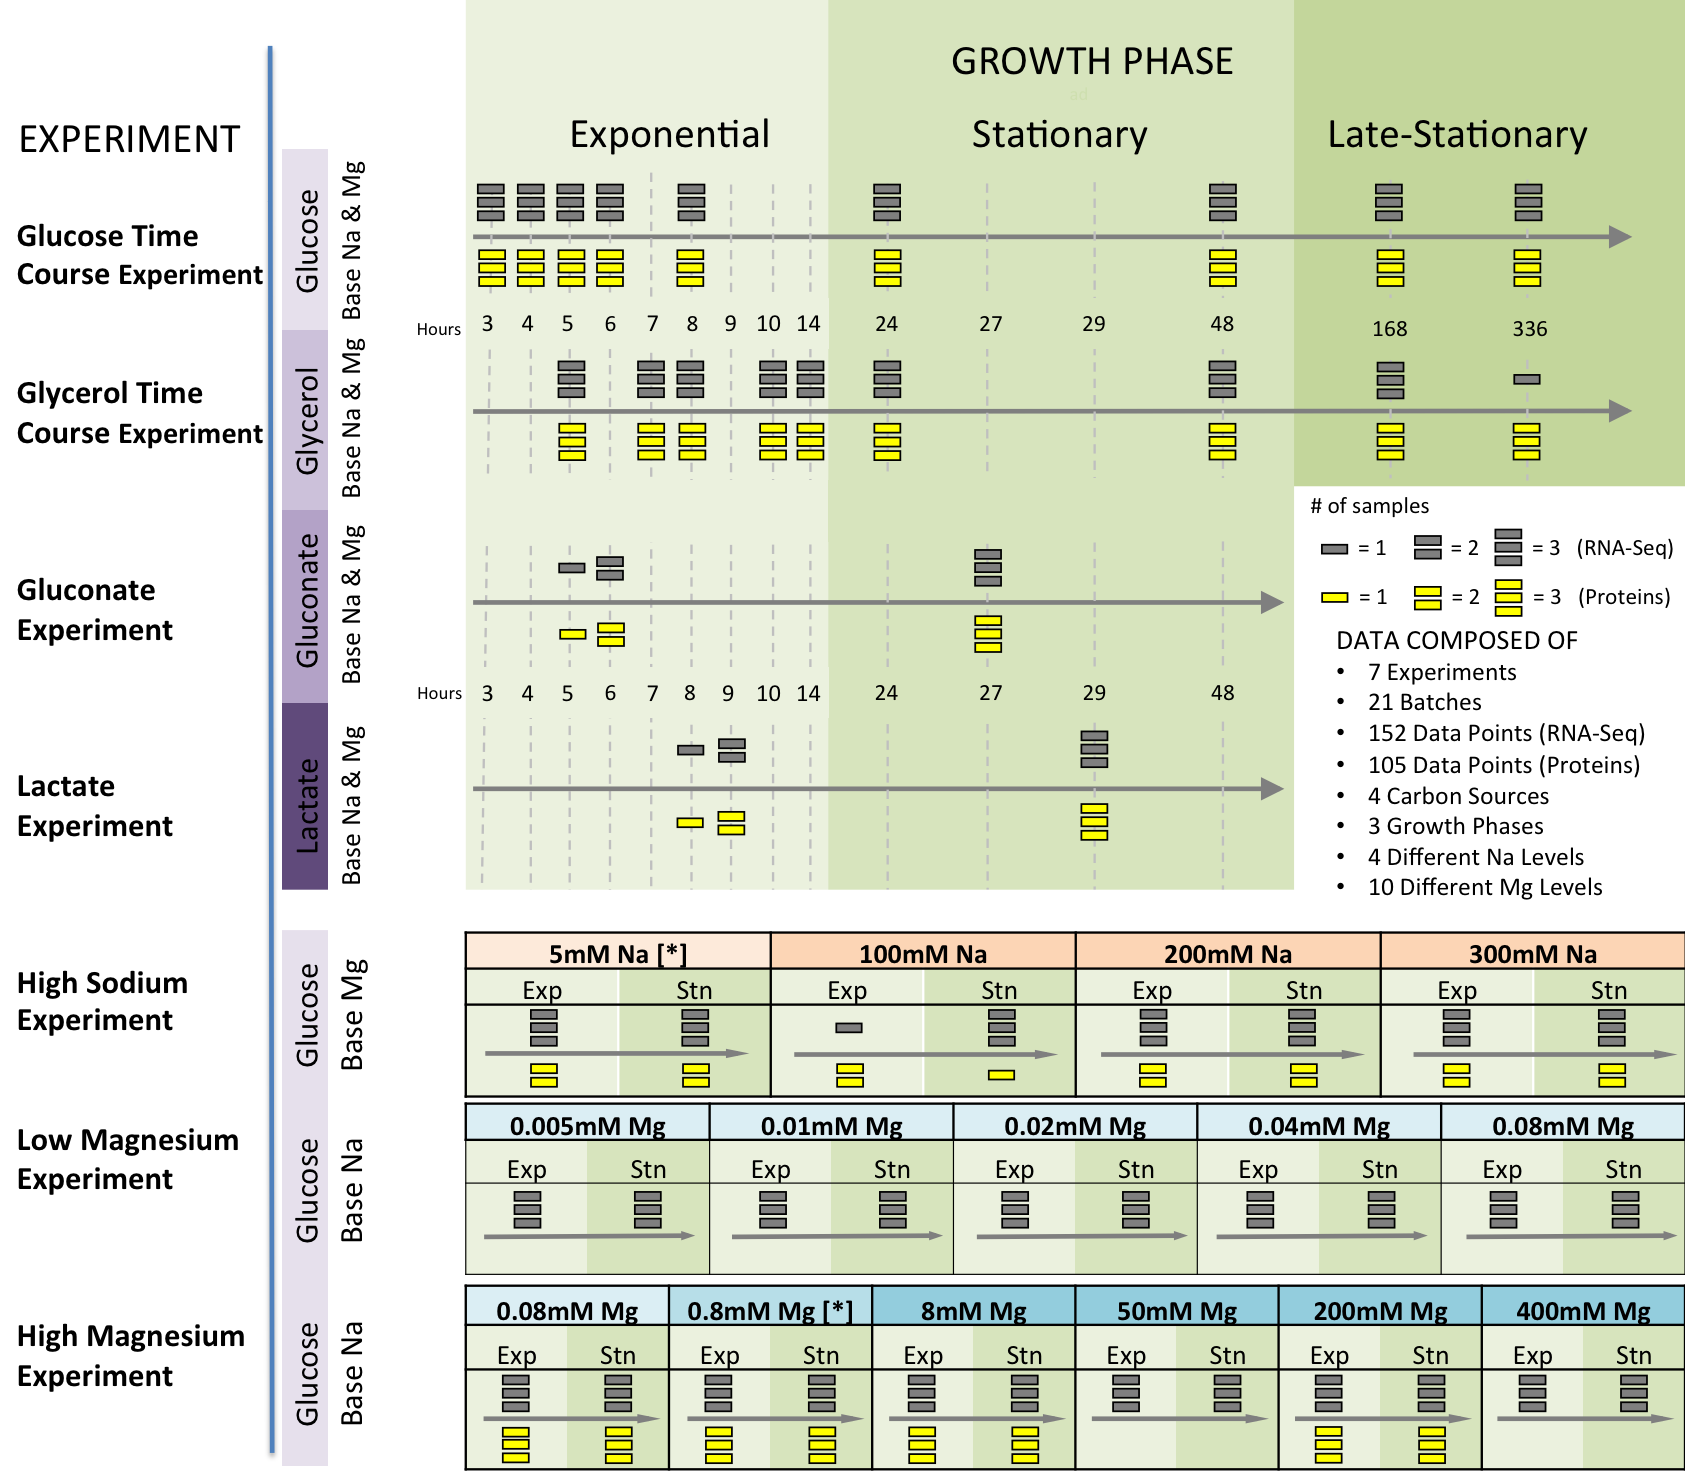 GROWTH PHASE
ad
EXPERIMENT
Exponential
Stationary
Late-Stationary
Glucose Time
Course Experiment
Glucose
Base Na & Mg
Hours 3 4 5 6 7 8 9 10 14 24 27 29 48 168 336
Glycerol Time
Course Experiment
Glycerol
Base Na & Mg
Gluconate
Experiment
Gluconate
Base Na & Mg
# of samples
= 1 = 2 = 3 (RNA-Seq)
= 1 = 2 = 3 (Proteins)
DATA COMPOSED OF
• 7 Experiments
• 21 Batches
• 152 Data Points (RNA-Seq)
• 105 Data Points (Proteins)
• 4 Carbon Sources
• 3 Growth Phases
• 4 Different Na Levels
• 10 Different Mg Levels
Hours 3 4 5 6 7 8 9 10 14 24 27 29 48
Lactate
Experiment
Lactate
Base Na & Mg
High Sodium
Experiment
Glucose
Base Mg
5mM Na [*] 100mM Na 200mM Na 300mM Na
Exp Stn Exp Stn Exp Stn Exp Stn
Low Magnesium
Experiment
Glucose
Base Na
0.005mM Mg 0.01mM Mg 0.02mM Mg 0.04mM Mg 0.08mM Mg
Exp Stn Exp Stn Exp Stn Exp Stn Exp Stn
High Magnesium
Experiment
Glucose
Base Na
0.08mM Mg 0.8mM Mg [*] 8mM Mg 50mM Mg 200mM Mg 400mM Mg
Exp Stn Exp Stn Exp Stn Exp Stn Exp Stn Exp Stn